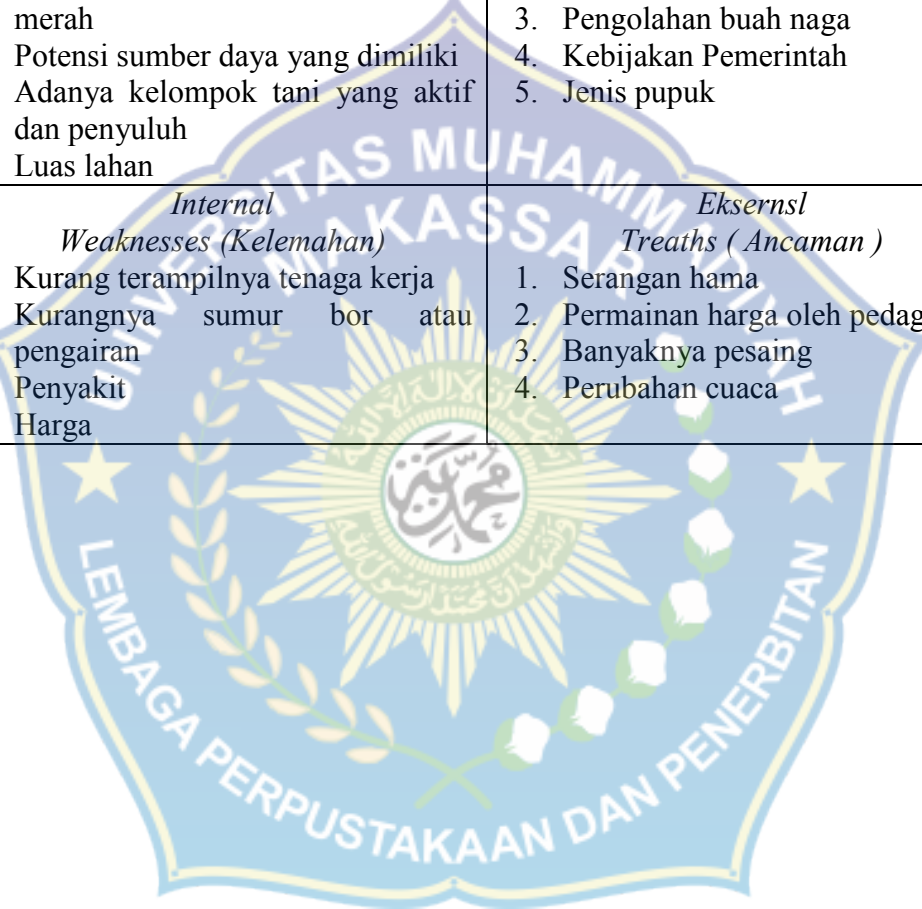 merah
Potensi sumber daya yang dimiliki
Adanya kelompok tani yang aktif
dan penyuluh
Luas lahan
3. Pengolahan buah naga
4. Kebijakan Pemerintah
5. Jenis pupuk
Internal
Weaknesses (Kelemahan)
Kurang terampilnya tenaga kerja
Kurangnya sumur bor atau
pengairan
Penyakit
Harga
Eksernsl
Treaths ( Ancaman )
1. Serangan hama
2. Permainan harga oleh pedag
3. Banyaknya pesaing
4. Perubahan cuaca
UNIVERSITAS MUHAMMADIYAH
MAKASSAR
LEMBAGA PERPUSTAKAAN DAN PENERBITAN